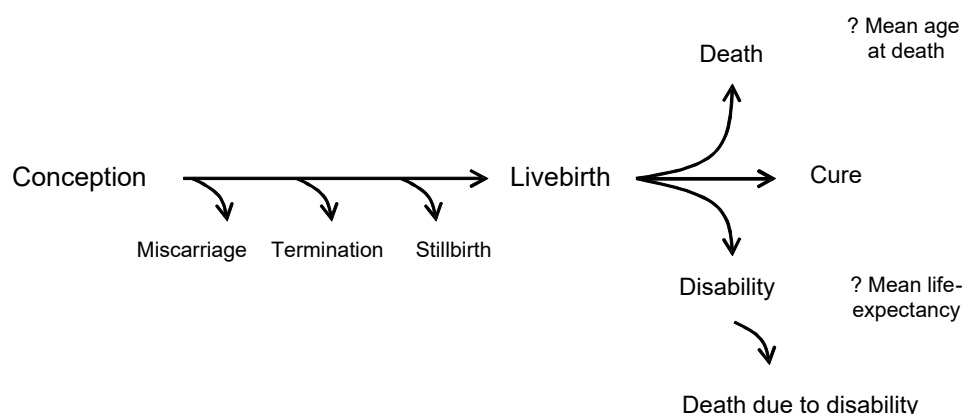 ? Mean age
at death
Death
Conception
Livebirth
Cure
Miscarriage
Termination
Stillbirth
Disability
? Mean life-
expectancy
Death due to disability